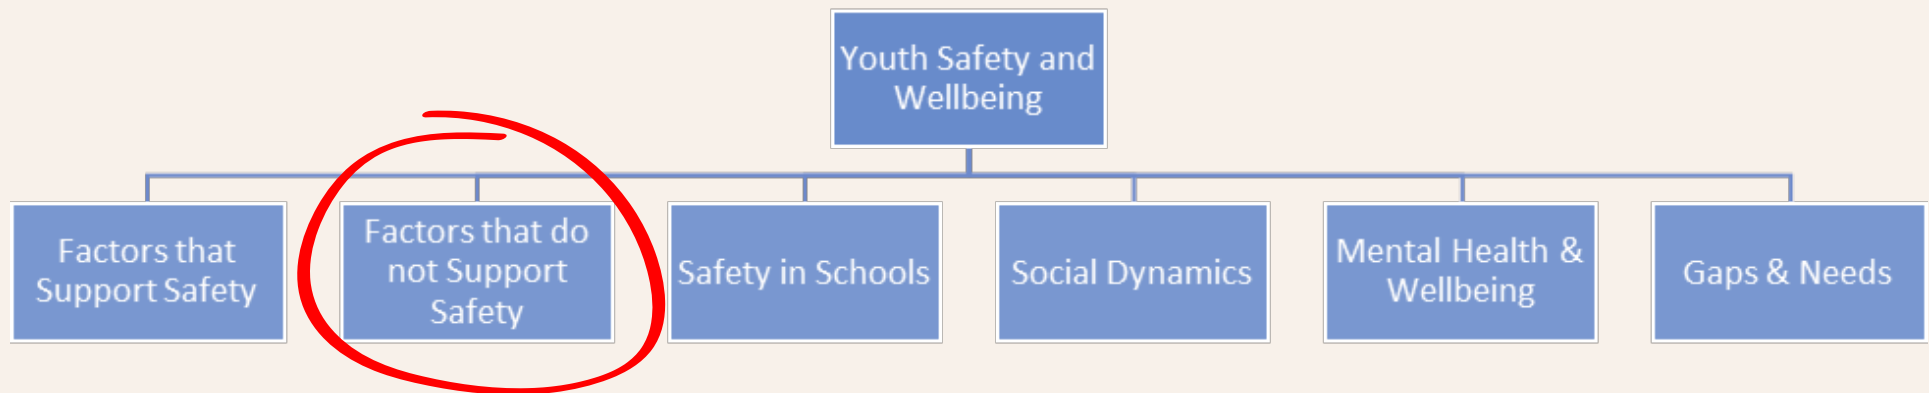 Youth Safety and
Wellbeing
Factors that
Support Safety
Factors that do
not Support
Safety
Safety in Schools
Social Dynamics
Mental Health &
Wellbeing
Gaps & Needs